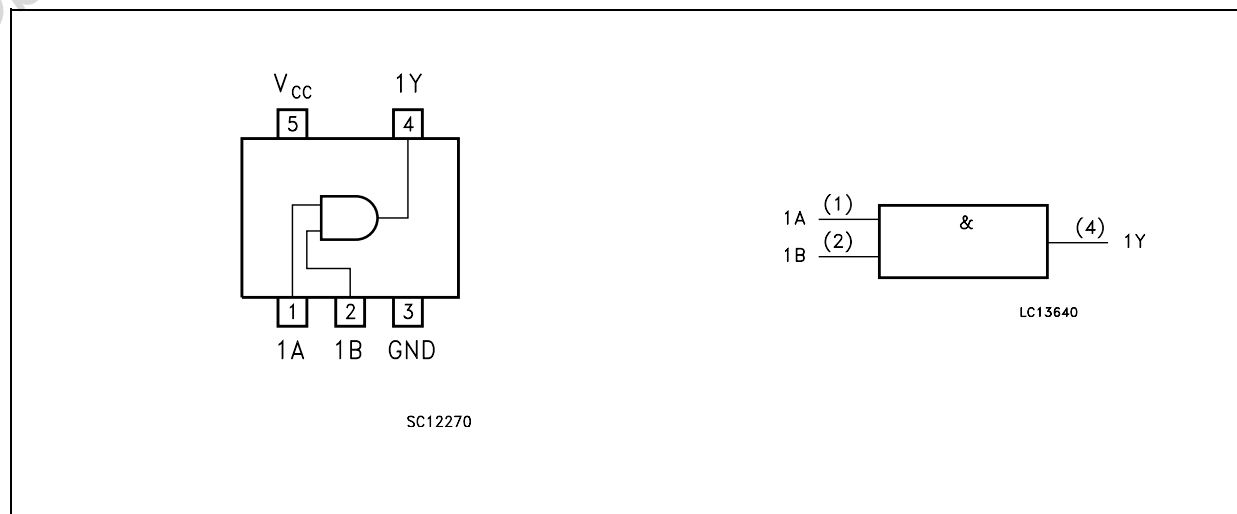 V CC 1Y
5 4
1 2 3
1A 1B GND
SC12270
1A (1)
&
1B (2)
(4) 1Y
LC13640